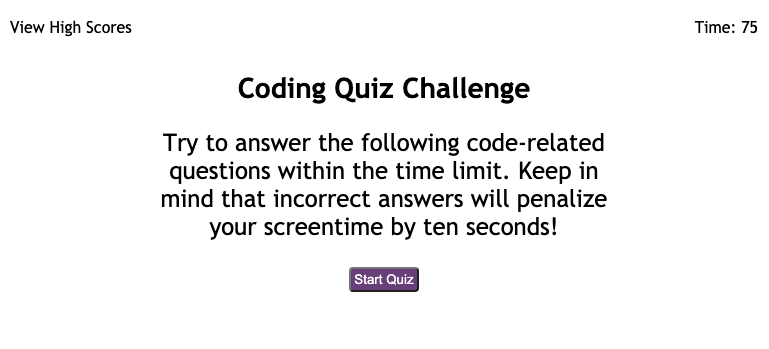 View High Scores
Time: 75
Coding Quiz Challenge
Try to answer the following code-related
questions within the time limit. Keep in
mind that incorrect answers will penalize
your screentime by ten seconds!
Start Quiz